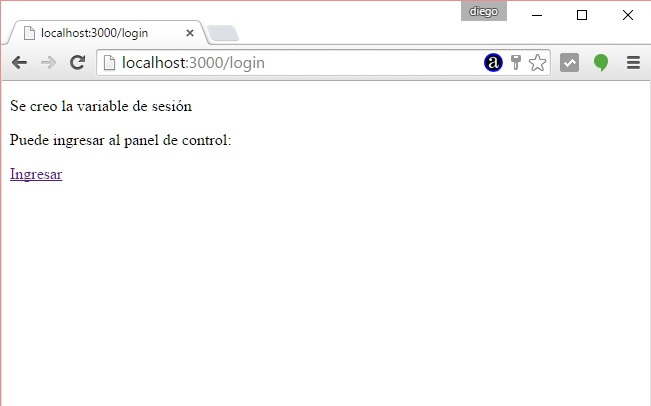 diego
localhost:3000/login
localhost:3000/login
a
Se creo la variable de sesión
Puede ingresar al panel de control:
Ingresar